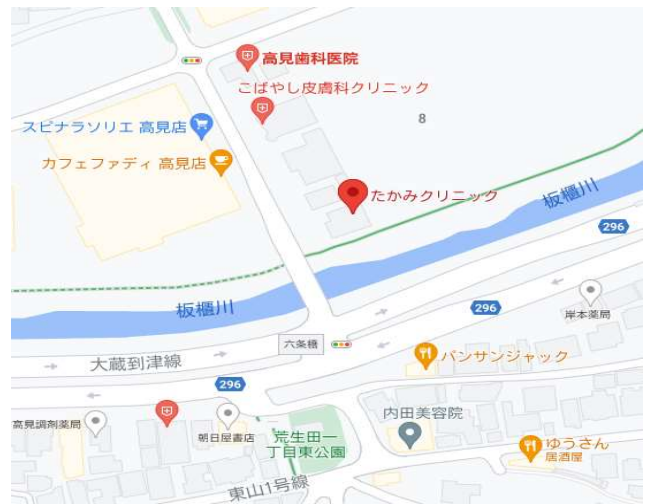 高見歯科医院
こばやし皮膚科クリニック
8
スピナラソリエ 高見店
カフェファディ 高見店
たかみクリニック
板櫃川
296
板櫃川
296
岸本薬局
六条橋
大蔵到津線
パンサンジャック
296
高見調剤薬局
朝日屋書店
荒生田一
丁目東公園
内田美容院
ゆうさん
居酒屋
東山1号線